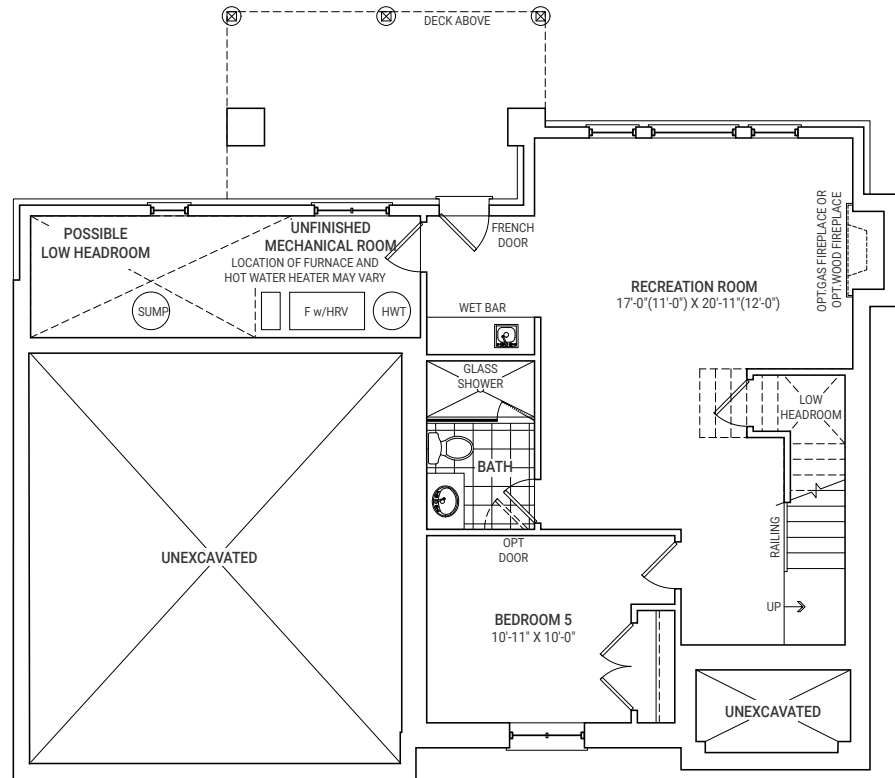 DECK ABOVE
POSSIBLE
LOW HEADROOM
UNFINISHED
MECHANICAL ROOM
LOCATION OF FURNACE AND
HOT WATER HEATER MAY VARY
SUMP
F w/HRV
HWT
FRENCH
DOOR
WET BAR
RECREATION ROOM
17'-0"(11'-0") X 20'-11"(12'-0")
OPT.GAS FIREPLACE OR
OPT.WOOD FIREPLACE
GLASS
SHOWER
LOW
HEADROOM
BATH
RAILING
OPT
DOOR
UNEXCAVATED
UP
BEDROOM 5
10'-11" X 10'-0"
UNEXCAVATED